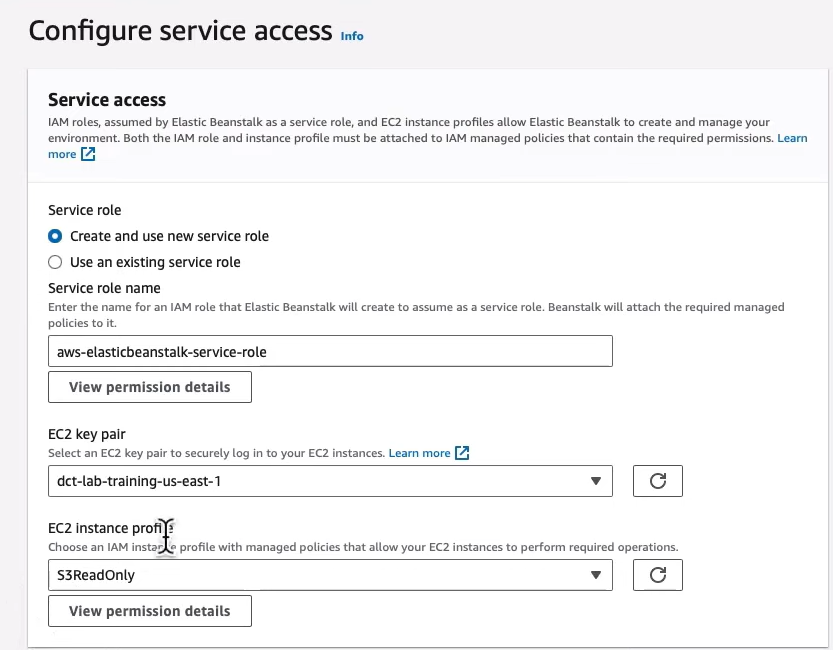 Configure service access Info
Service access
IAM roles, assumed by Elastic Beanstalk as a service role, and EC2 instance profiles allow Elastic Beanstalk to create and manage your
environment. Both the IAM role and instance profile must be attached to IAM managed policies that contain the required permissions. Learn
more
Service role
Create and use new service role
Use an existing service role
Service role name
Enter the name for an IAM role that Elastic Beanstalk will create to assume as a service role. Beanstalk will attach the required managed
policies to it.
aws-elasticbeanstalk-service-role
View permission details
EC2 key pair
Select an EC2 key pair to securely log in to your EC2 instances. Learn more
dct-lab-training-us-east-1
EC2 instance profile
Choose an IAM instance profile with managed policies that allow your EC2 instances to perform required operations.
S3ReadOnly
View permission details